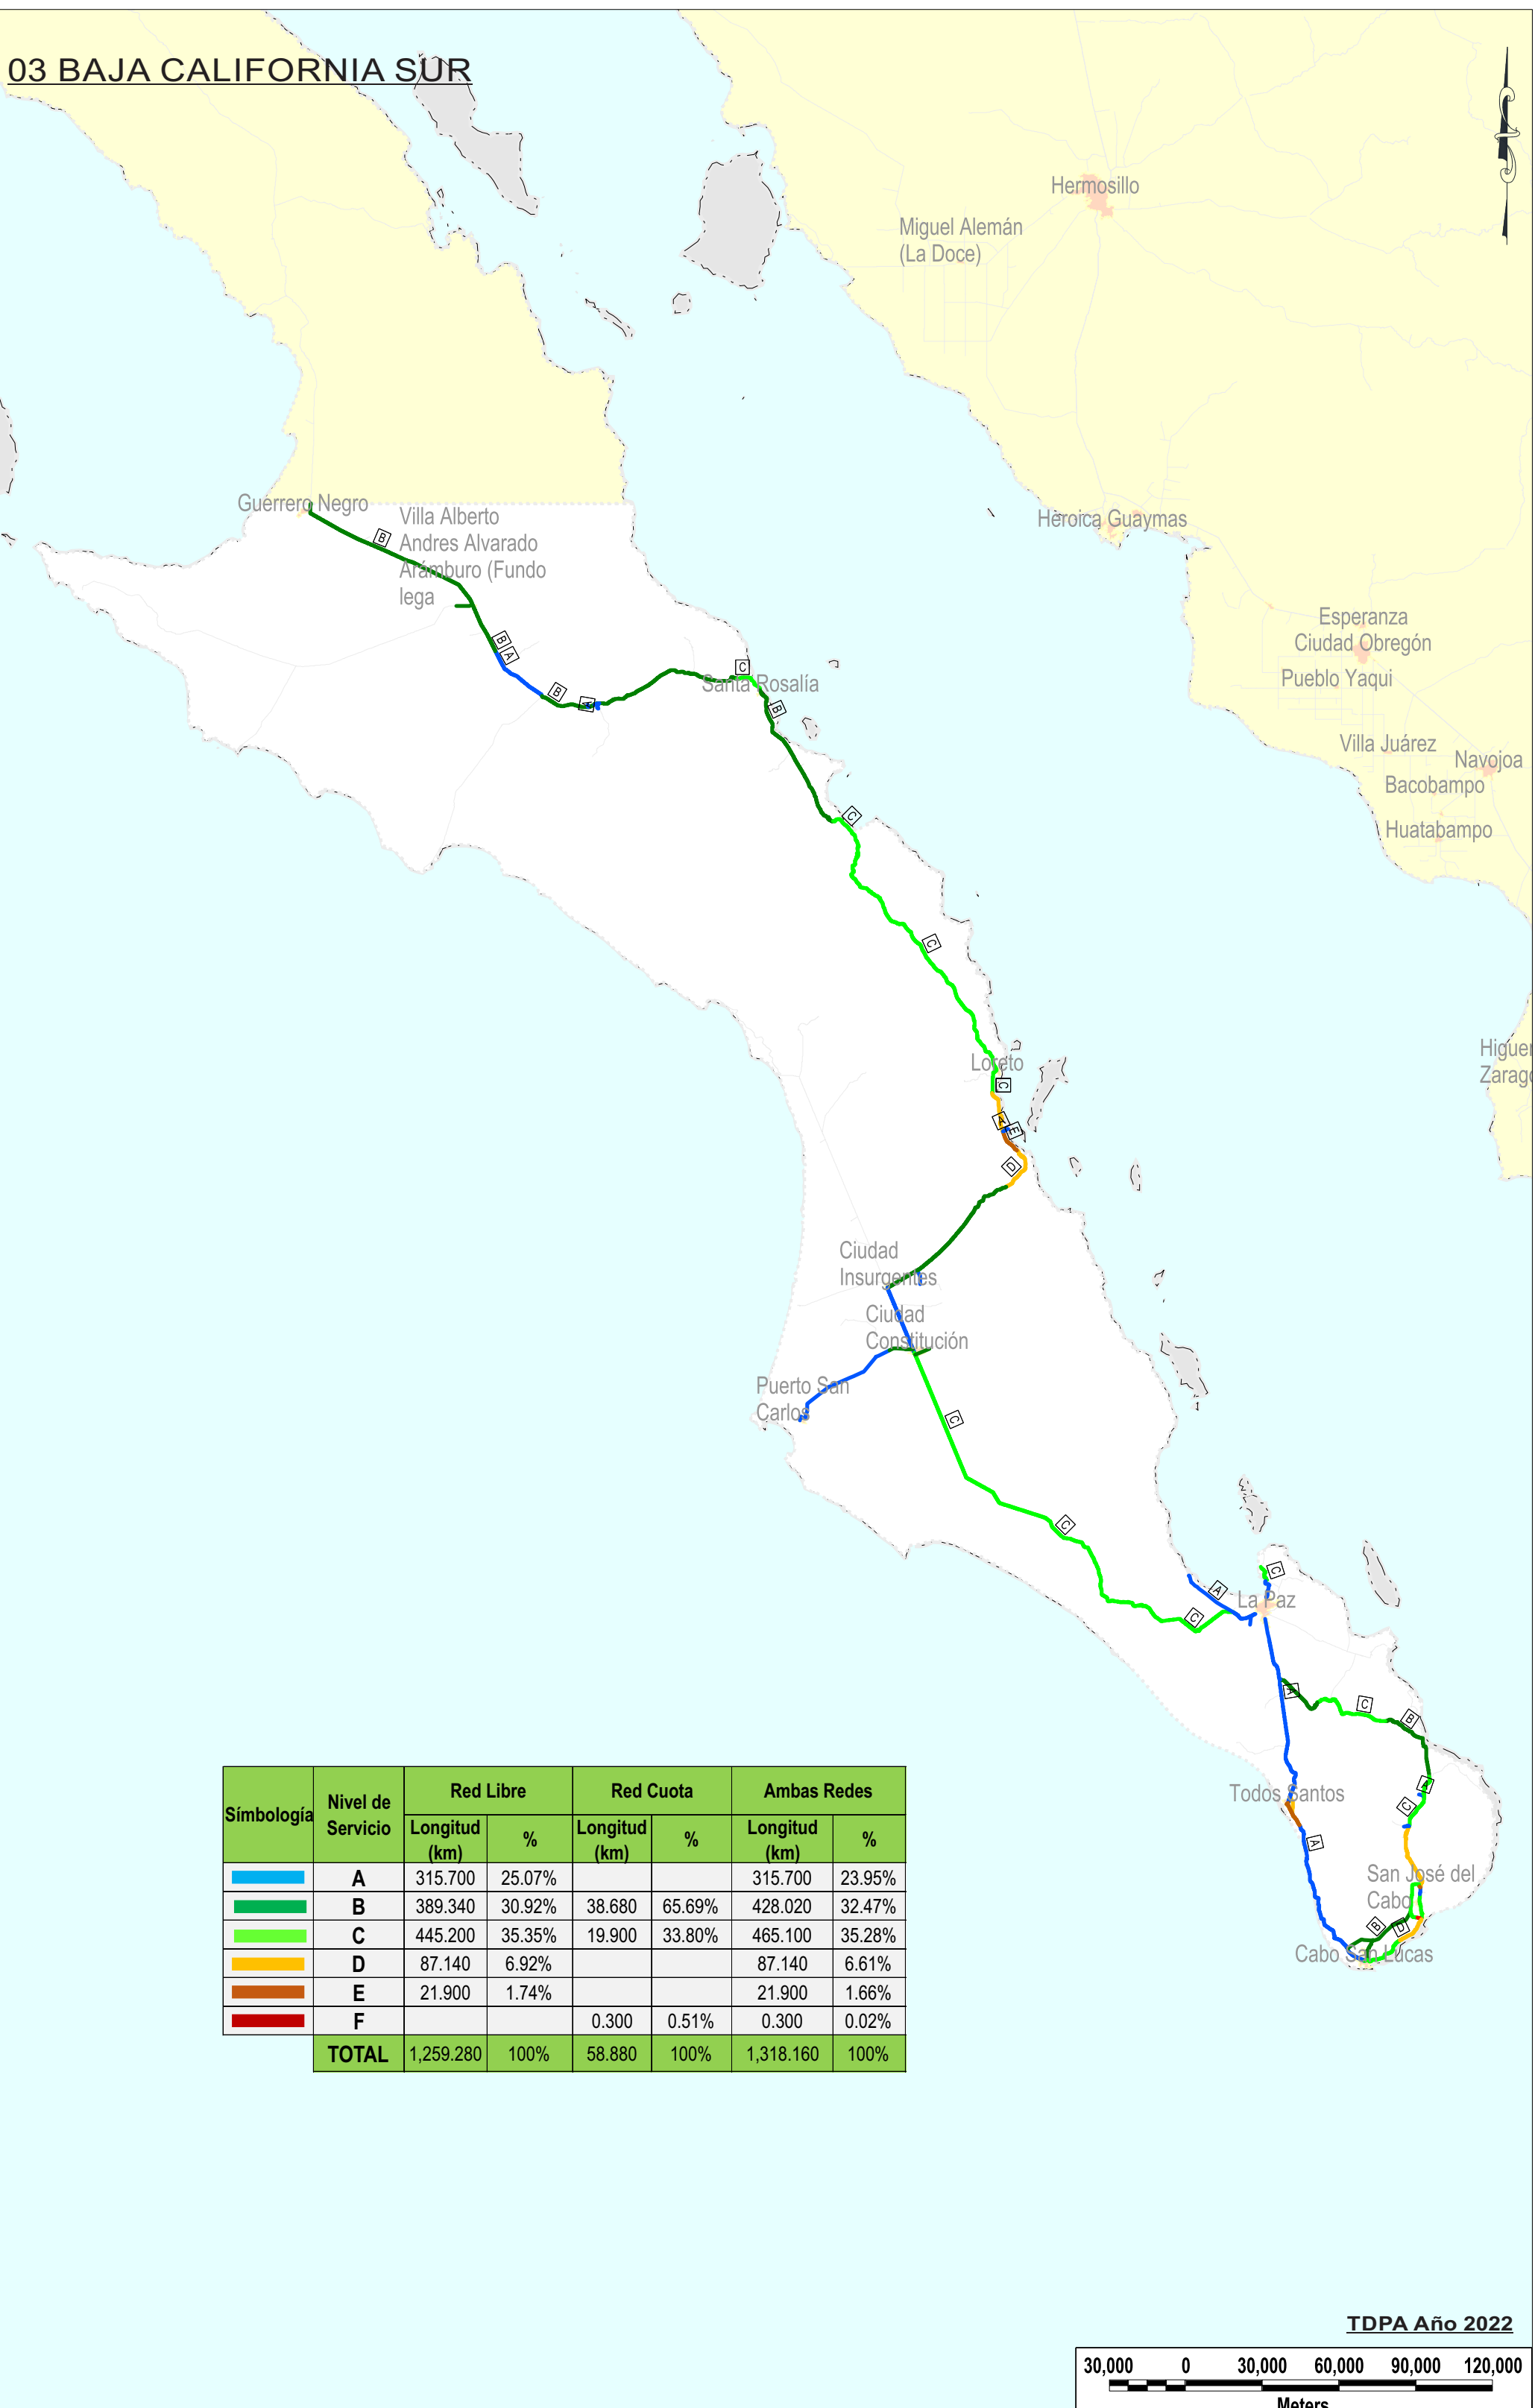 03 BAJA CALIFORNIA SUR
Hermosillo
Miguel Alemán
(La Doce)
Guerrero Negro
Villa Alberto
Andres Alvarado
Arámburo (Fundo
lega
Heroica Guaymas
B
Esperanza
Ciudad Obregón
Pueblo Yaqui
B
A
C
Santa Rosalía
B
A
B
Villa Juárez
Navojoa
Bacobampo
Huatabampo
C
C
Higuer
Zarago
Loreto
C
A
E
D
Ciudad
Insurgentes
Ciudad
Constitución
Puerto San
Carlos
C
C
C
A
La Paz
C
A
C
B
A
C
Todos Santos
A
San José del
Cabo
B
D
Cabo San Lucas
Símbología Nivel de Servicio Red Libre Red Cuota Ambas Redes
Longitud (km) % Longitud (km) % Longitud (km) %
A 315.700 25.07% 315.700 23.95%
B 389.340 30.92% 38.680 65.69% 428.020 32.47%
C 445.200 35.35% 19.900 33.80% 465.100 35.28%
D 87.140 6.92% 87.140 6.61%
E 21.900 1.74% 21.900 1.66%
F 0.300 0.51% 0.300 0.02%
TOTAL 1,259.280 100% 58.880 100% 1,318.160 100%
TDPA Año 2022
30,000 0 30,000 60,000 90,000 120,000
Meters